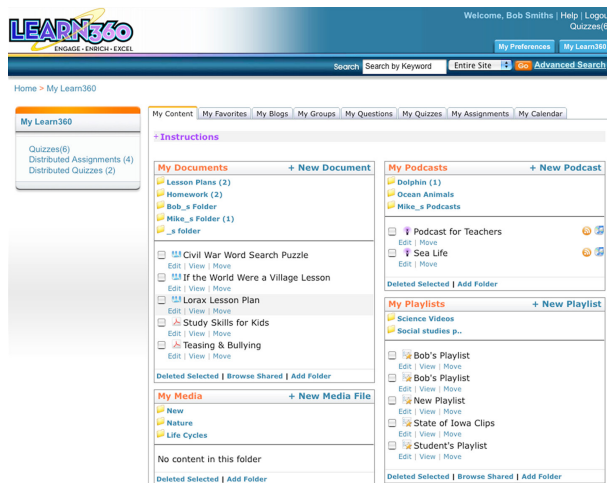 LEARN360
ENGAGE - ENRICH - EXCEL
Welcome, Bob Smiths | Help | Logou
Quizzes(6
My Preferences
My Learn360
Search
Search by Keyword
Entire Site
Go
Advanced Search
Home > My Learn360
My Learn360
Quizzes(6)
Distributed Assignments (4)
Distributed Quizzes (2)
My Content
My Favorites
My Blogs
My Groups
My Questions
My Quizzes
My Assignments
My Calendar
+Instructions
My Documents
+ New Document
Lesson Plans (2)
Homework (2)
Bob_s Folder
Mike_s Folder (1)
_s folder
Civil War Word Search Puzzle
Edit | View | Move
If the World Were a Village Lesson
Edit | View | Move
Lorax Lesson Plan
Edit | View | Move
Study Skills for Kids
Edit | View | Move
Teasing & Bullying
Edit | View | Move
Deleted Selected | Browse Shared | Add Folder
My Media
+ New Media File
New
Nature
Life Cycles
No content in this folder
Deleted Selected | Add Folder
My Podcasts
+ New Podcast
Dolphin (1)
Ocean Animals
Mike_s Podcasts
Podcast for Teachers
Edit | Move
Sea Life
Edit | Move
Deleted Selected | Add Folder
My Playlists
+ New Playlist
Science Videos
Social studies p..
Bob's Playlist
Edit | View | Move
Bob's Playlist
Edit | View | Move
New Playlist
Edit | View | Move
State of Iowa Clips
Edit | View | Move
Student's Playlist
Edit | View | Move
Deleted Selected | Browse Shared | Add Folder